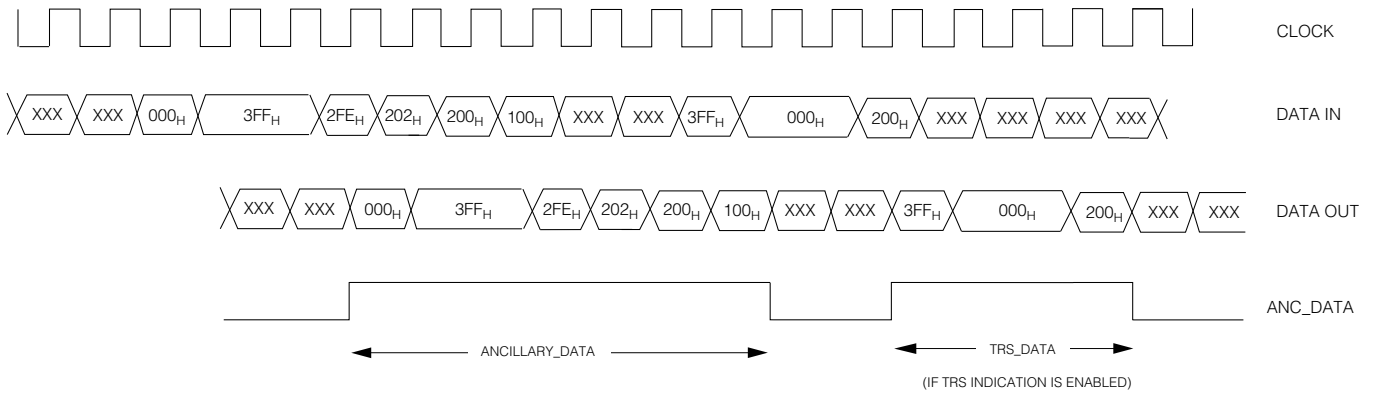 CLOCK
XXX XXX 000H 3FFH 2FEH 202H 200H 100H XXX XXX 3FFH 000H 200H XXX XXX XXX XXX DATA IN
XXX XXX 000H 3FFH 2FEH 202H 200H 100H XXX XXX 3FFH 000H 200H XXX XXX DATA OUT
ANC_DATA
ANCILLARY_DATA TRS_DATA
(IF TRS INDICATION IS ENABLED)